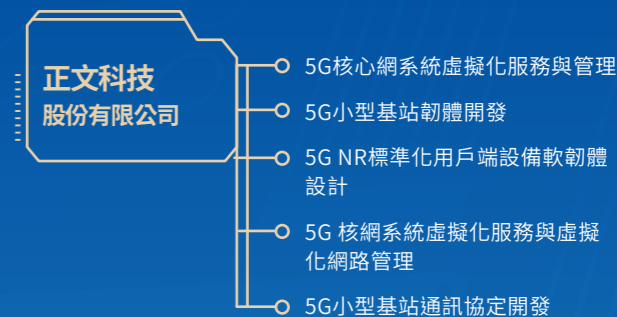 正文科技
股份有限公司
5G核心網系統虛擬化服務與管理
5G小型基站韌體開發
5G NR標準化用戶端設備軟韌體
設計
5G 核網系統虛擬化服務與虛擬
化網路管理
5G小型基站通訊協定開發